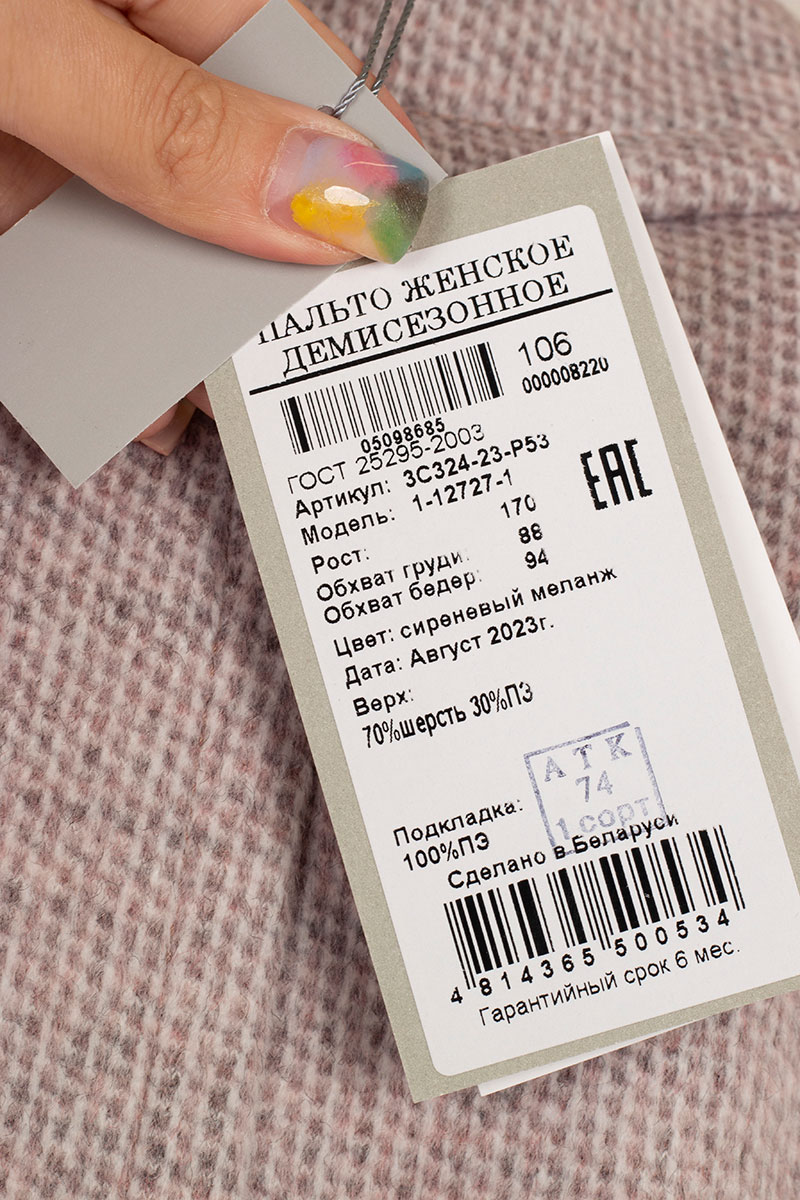 ПАЛЬТО ЖЕНСКОЕ
ДЕМИСЕЗОННОЕ
106
000008220
05098685
ГОСТ 25295-2003
Артикул: 3С324-23-Р53
Модель: 1-12727-1
EAC
Рост: 170
Обхват груди: 88
Обхват бедер: 94
Цвет: сиреневый меланж
Дата: Август 2023г.
Верх:
70%шерсть 30%ПЭ
АТК
74
1 сорт
Подкладка:
100%ПЭ
Сделано в Беларуси
4 814365 500534
Гарантийный срок 6 мес.